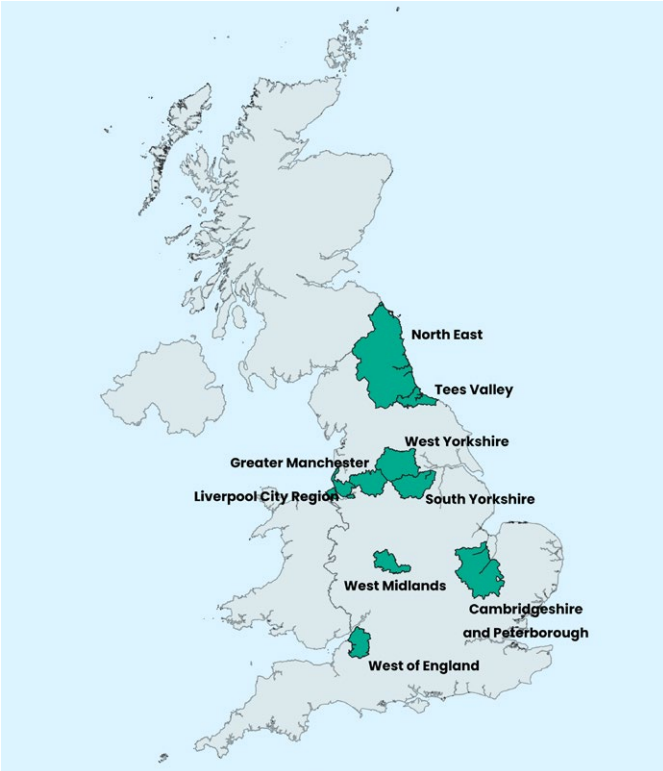 North East
Tees Valley
West Yorkshire
Greater Manchester
Liverpool City Region
South Yorkshire
West Midlands
Cambridgeshire
and Peterborough
West of England